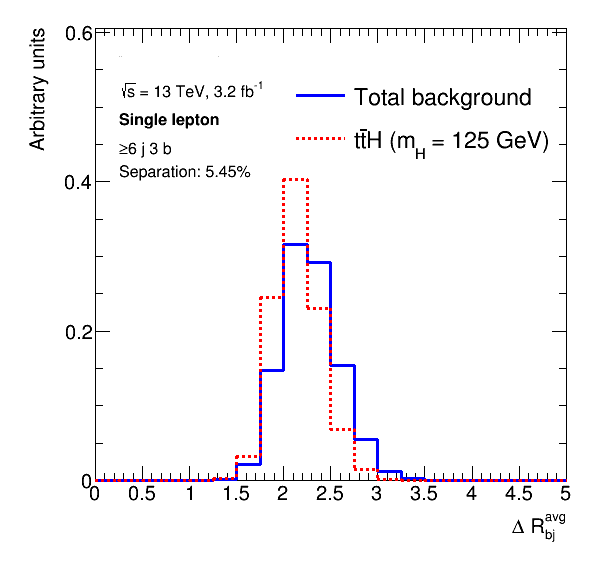 Arbitrary units
0.6
0.4
0.2
0
√s = 13 TeV, 3.2 fb⁻¹
Single lepton
≥6 j 3 b
Separation: 5.45%
Total background
tt̄H (m_H = 125 GeV)
0 0.5 1 1.5 2 2.5 3 3.5 4 4.5 5
Δ R_bj^avg